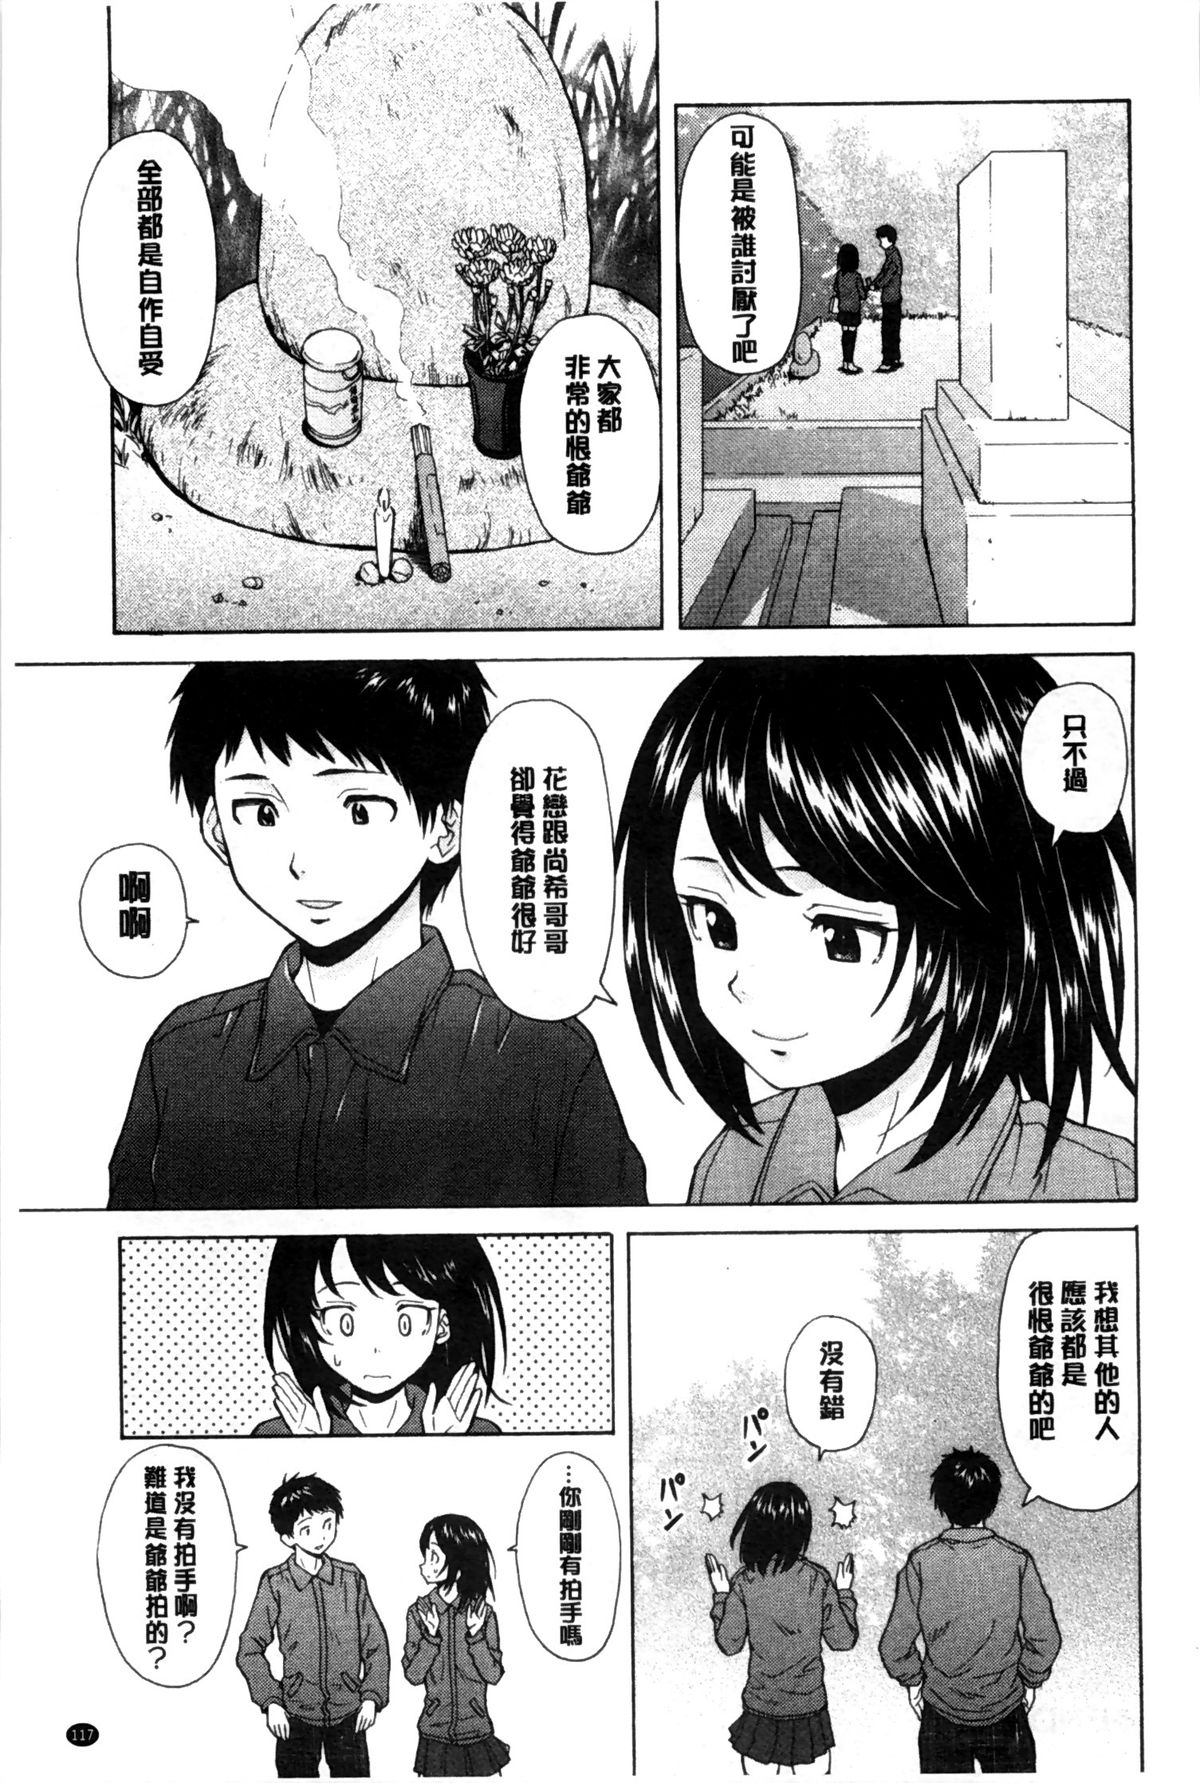 可能是被誰討厭了吧
大家都
非常的恨爺爺
全部都是自作自受
只不過
花戀跟尚希哥哥
卻覺得爺爺很好
啊
啊
我想其他的人
應該都是
很恨爺爺的吧
沒有錯
パン
パン
…你剛剛有拍手嗎
我沒有拍手啊？
難道是爺爺拍的？
117